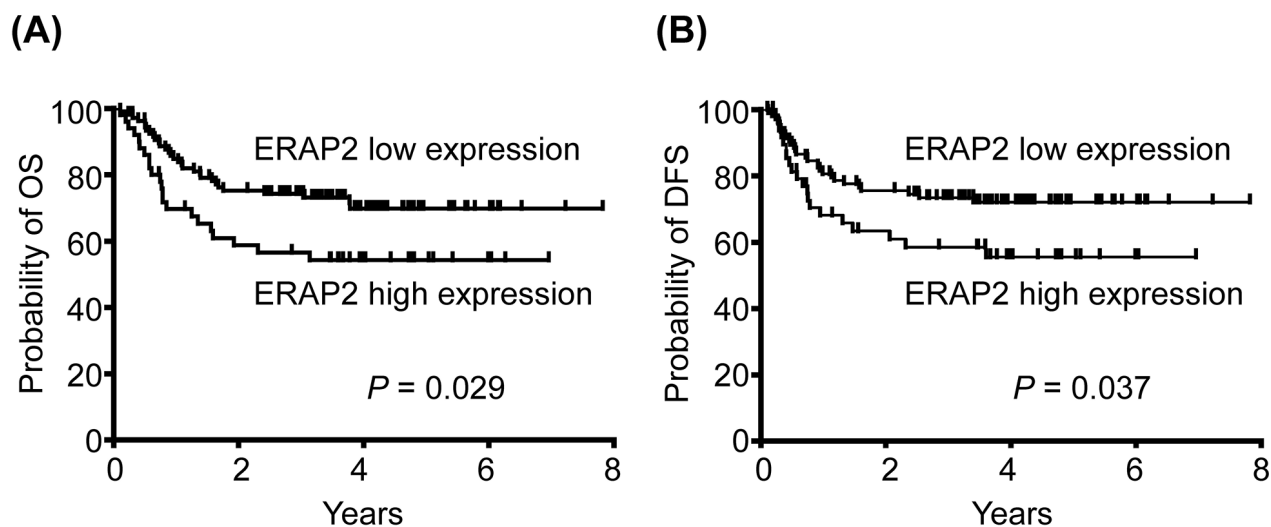 (A)
Probability of OS
100
80
60
40
20
0
ERAP2 low expression
ERAP2 high expression
P = 0.029
0 2 4 6 8
Years
(B)
Probability of DFS
100
80
60
40
20
0
ERAP2 low expression
ERAP2 high expression
P = 0.037
0 2 4 6 8
Years